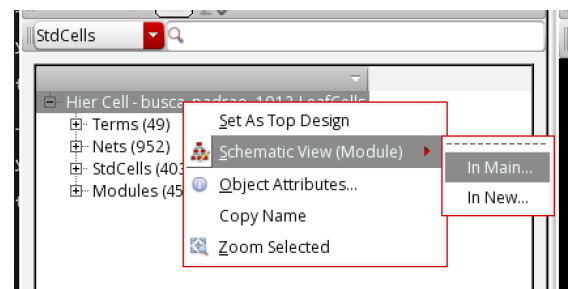 StdCells
Hier Cell - busca_padrao, 1012 LeafCells
Terms (49)
Nets (952)
StdCells (403
Modules (45
Set As Top Design
Schematic View (Module)
Object Attributes...
Copy Name
Zoom Selected
In Main...
In New...